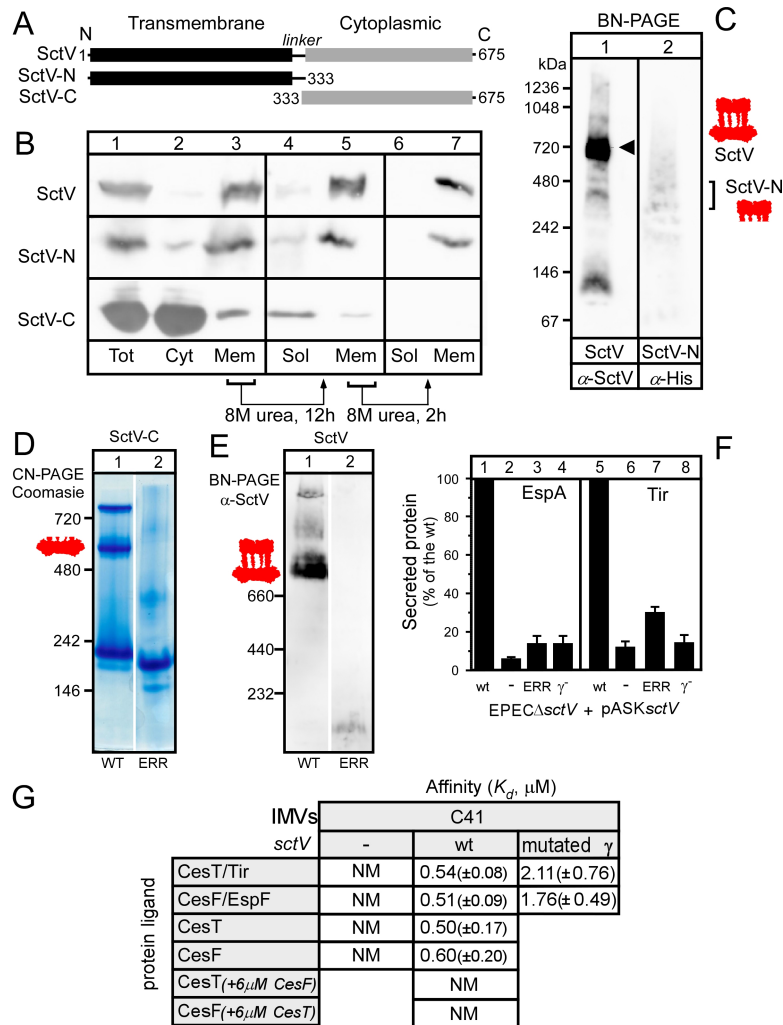 A
Transmembrane Cytoplasmic
N linker C
SctV 1 675
SctV-N 333
SctV-C 333 675
B
1 2 3 4 5 6 7
SctV
SctV-N
SctV-C
Tot Cyt Mem Sol Mem Sol Mem
8M urea, 12h 8M urea, 2h
BN-PAGE
C
kDa 1 2
1236
1048
720
480
242
146
67
SctV
SctV-N
SctV SctV-N
α-SctV α-His
D
SctV-C
CN-PAGE
Coomasie
1 2
720
480
242
146
WT ERR
E
SctV
BN-PAGE
α-SctV
1 2
660
440
232
WT ERR
F
1 2 3 4 5 6 7 8
EspA Tir
Secreted protein
(% of the wt)
100
80
60
40
20
0
wt - ERR γ- wt - ERR γ-
EPECΔsctV + pASKsctV
G
Affinity (Kd, μM)
IMVs C41
sctV - wt mutated γ
protein ligand
CesT/Tir NM 0.54(±0.08) 2.11(±0.76)
CesF/EspF NM 0.51(±0.09) 1.76(± 0.49)
CesT NM 0.50(±0.17)
CesF NM 0.60(±0.20)
CesT(+6μM CesF) NM
CesF(+6μM CesT) NM